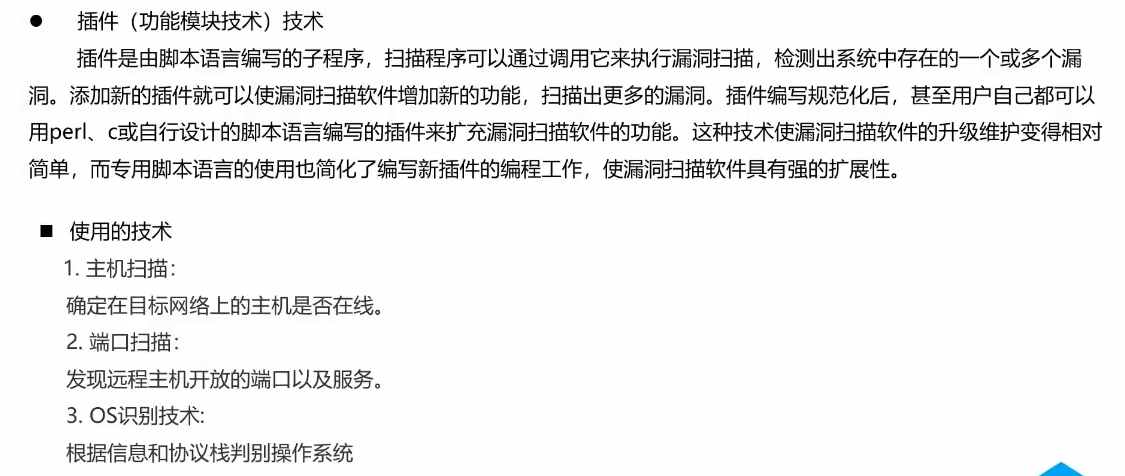 ● 插件（功能模块技术）技术
插件是由脚本语言编写的子程序，扫描程序可以通过调用它来执行漏洞扫描，检测出系统中存在的一个或多个漏
洞。添加新的插件就可以使漏洞扫描软件增加新的功能，扫描出更多的漏洞。插件编写规范化后，甚至用户自己都可以
用perl、c或自行设计的脚本语言编写的插件来扩充漏洞扫描软件的功能。这种技术使漏洞扫描软件的升级维护变得相对
简单，而专用脚本语言的使用也简化了编写新插件的编程工作，使漏洞扫描软件具有强的扩展性。
■ 使用的技术
1. 主机扫描：
确定在目标网络上的主机是否在线。
2. 端口扫描：
发现远程主机开放的端口以及服务。
3. OS识别技术:
根据信息和协议栈判别操作系统